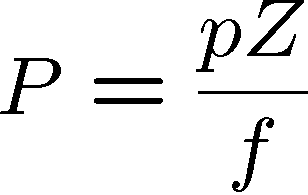 P = pZ/f